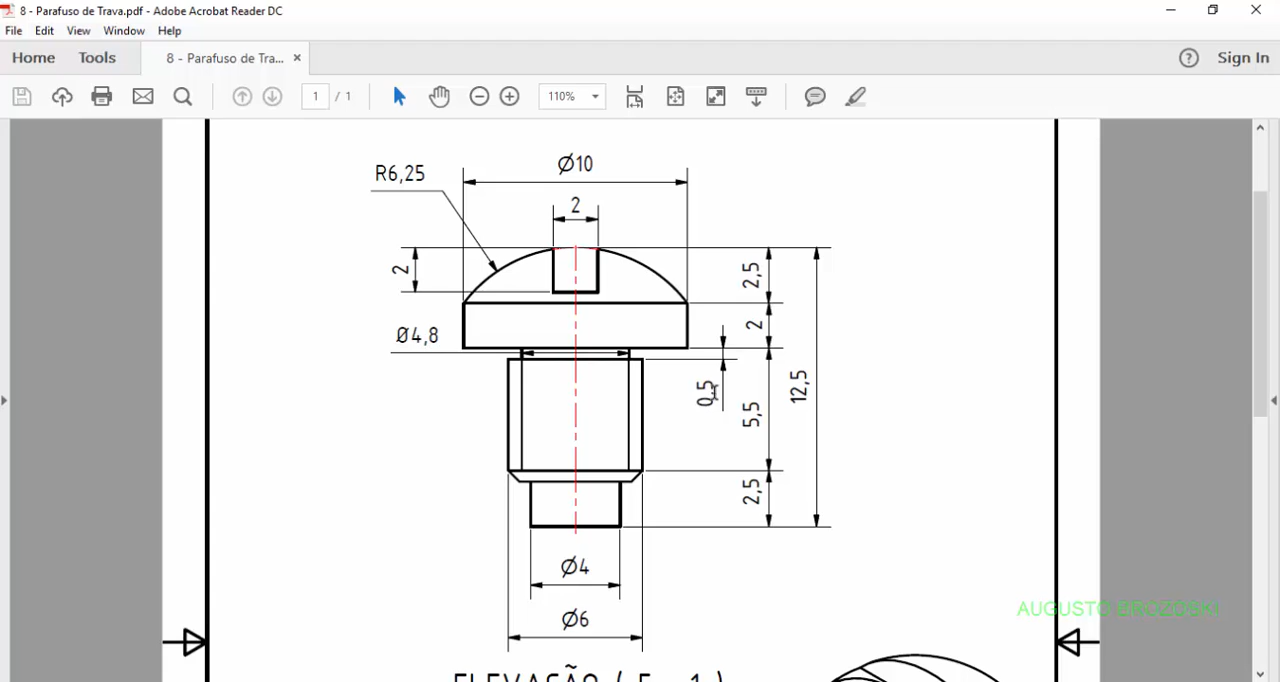 8 - Parafuso de Trava.pdf - Adobe Acrobat Reader DC
File Edit View Window Help
Home Tools 8 - Parafuso de Tra... × ? Sign In
1 / 1 110%
Ø10
R6,25
2
2
2,5
2
Ø4,8
0,5
12,5
5,5
2,5
Ø4
Ø6
AUGUSTO BROZOSKI
ELEVAÇÃO ( 5 : 1 )